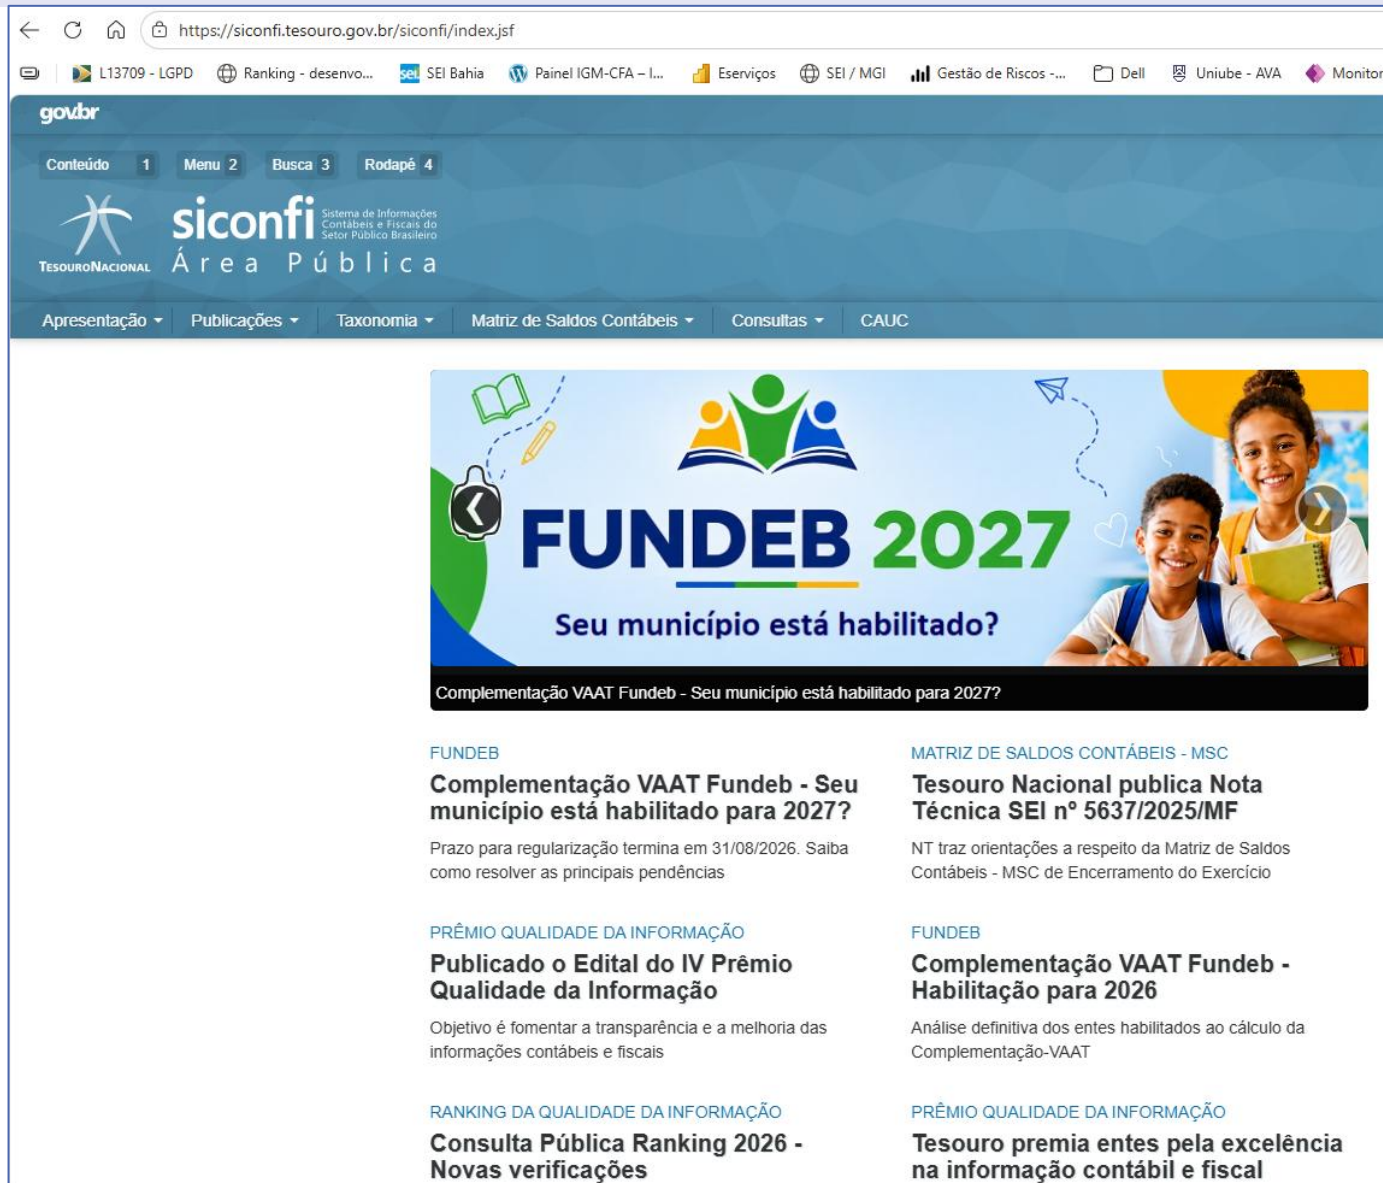 https://siconfi.tesouro.gov.br/siconfi/index.jsf
L13709 - LGPD Ranking - desenvo... sei. SEI Bahia Painel IGM-CFA – I... Eserviços SEI / MGI Gestão de Riscos -... Dell Uniube - AVA Monitor
gov.br
Conteúdo 1 Menu 2 Busca 3 Rodapé 4
TESOURONACIONAL
siconfi
Sistema de Informações
Contábeis e Fiscais do
Setor Público Brasileiro
Área Pública
Apresentação Publicações Taxonomia Matriz de Saldos Contábeis Consultas CAUC
FUNDEB 2027
Seu município está habilitado?
Complementação VAAT Fundeb - Seu município está habilitado para 2027?
FUNDEB
Complementação VAAT Fundeb - Seu
município está habilitado para 2027?
Prazo para regularização termina em 31/08/2026. Saiba
como resolver as principais pendências
MATRIZ DE SALDOS CONTÁBEIS - MSC
Tesouro Nacional publica Nota
Técnica SEI nº 5637/2025/MF
NT traz orientações a respeito da Matriz de Saldos
Contábeis - MSC de Encerramento do Exercício
PRÊMIO QUALIDADE DA INFORMAÇÃO
Publicado o Edital do IV Prêmio
Qualidade da Informação
Objetivo é fomentar a transparência e a melhoria das
informações contábeis e fiscais
FUNDEB
Complementação VAAT Fundeb -
Habilitação para 2026
Análise definitiva dos entes habilitados ao cálculo da
Complementação-VAAT
RANKING DA QUALIDADE DA INFORMAÇÃO
Consulta Pública Ranking 2026 -
Novas verificações
PRÊMIO QUALIDADE DA INFORMAÇÃO
Tesouro premia entes pela excelência
na informação contábil e fiscal